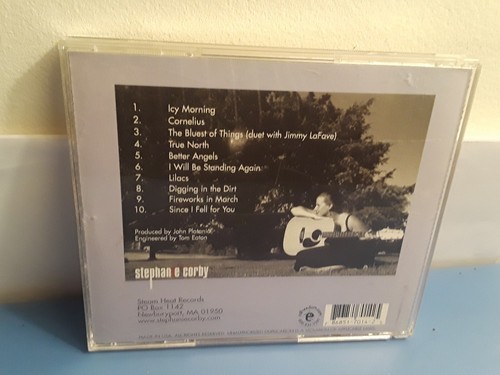 1. Icy Morning
2. Cornelius
3. The Bluest of Things (duet with Jimmy LaFave)
4. True North
5. Better Angels
6. I Will Be Standing Again
7. Lilacs
8. Digging in the Dirt
9. Fireworks in March
10. Since I Fell for You
Produced by John
Engineered by Tom Eaton
stephanie corby
Steam Heat Records
PO Box 1142
Newburyport, MA 01950
www.stephaniecorby.com